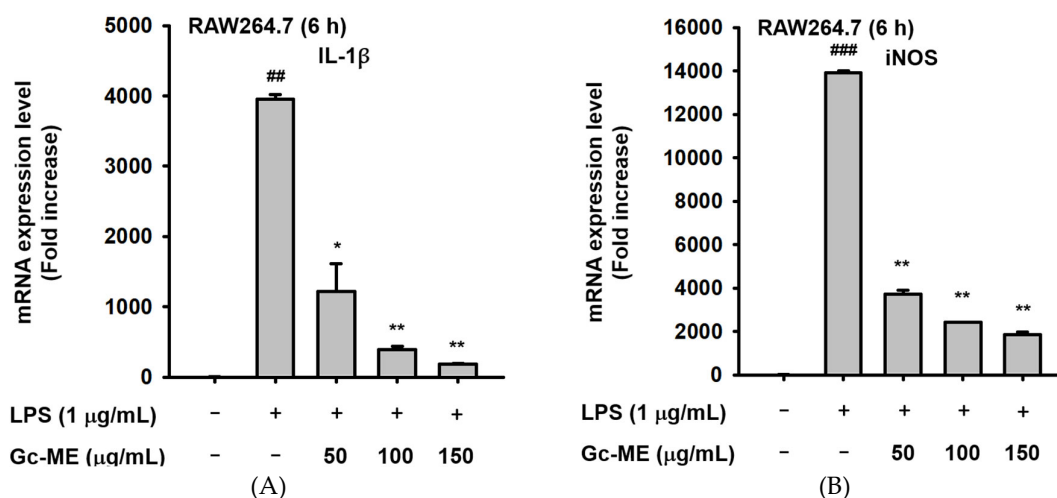 RAW264.7 (6 h)
IL-1β
##
*
**
**
mRNA expression level
(Fold increase)
5000
4000
3000
2000
1000
0
LPS (1 μg/mL) − + + + +
Gc-ME (μg/mL) − − 50 100 150
(A)
RAW264.7 (6 h)
iNOS
###
**
**
**
mRNA expression level
(Fold increase)
16000
14000
12000
10000
8000
6000
4000
2000
0
LPS (1 μg/mL) − + + + +
Gc-ME (μg/mL) − − 50 100 150
(B)